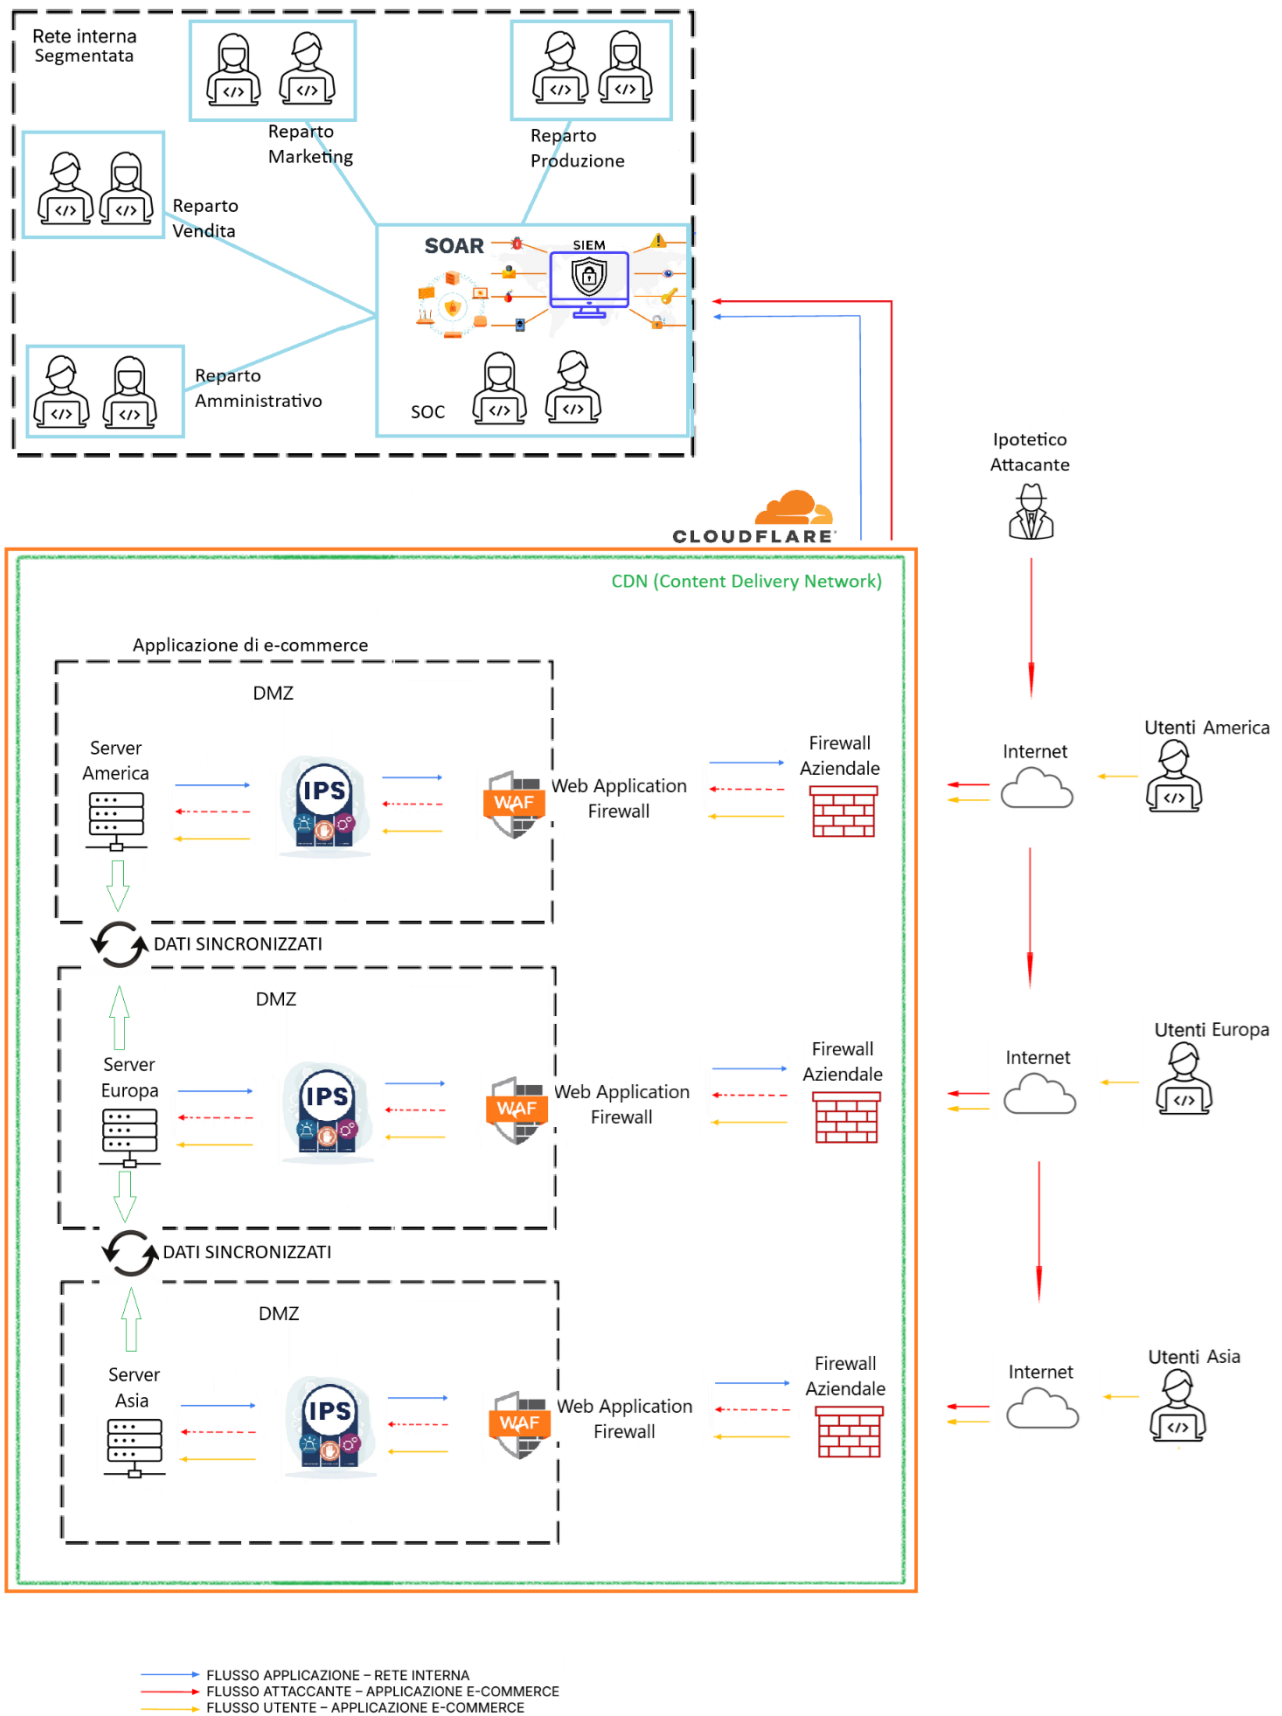 Rete interna
Segmentata
Reparto
Marketing
Reparto
Produzione
Reparto
Vendita
SOAR
SIEM
Reparto
Amministrativo
SOC
Ipotetico
Attacante
CLOUDFLARE
CDN (Content Delivery Network)
Applicazione di e-commerce
DMZ
Server
America
IPS
WAF
Web Application
Firewall
Firewall
Aziendale
Internet
Utenti America
DATI SINCRONIZZATI
DMZ
Server
Europa
IPS
WAF
Web Application
Firewall
Firewall
Aziendale
Internet
Utenti Europa
DATI SINCRONIZZATI
DMZ
Server
Asia
IPS
WAF
Web Application
Firewall
Firewall
Aziendale
Internet
Utenti Asia
FLUSSO APPLICAZIONE – RETE INTERNA
FLUSSO ATTACCANTE – APPLICAZIONE E-COMMERCE
FLUSSO UTENTE – APPLICAZIONE E-COMMERCE